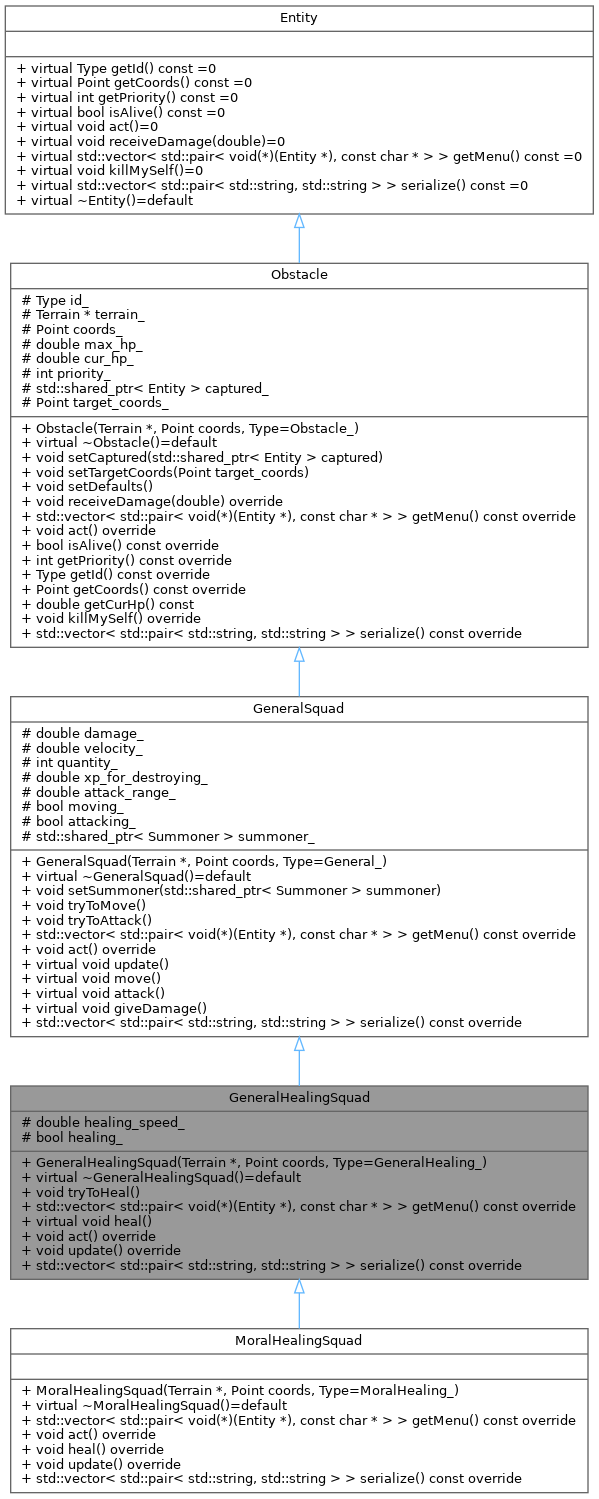 Entity
+ virtual Type getId() const =0
+ virtual Point getCoords() const =0
+ virtual int getPriority() const =0
+ virtual bool isAlive() const =0
+ virtual void act()=0
+ virtual void receiveDamage(double)=0
+ virtual std::vector< std::pair< void(*)(Entity *), const char * > > getMenu() const =0
+ virtual void killMySelf()=0
+ virtual std::vector< std::pair< std::string, std::string > > serialize() const =0
+ virtual ~Entity()=default
Obstacle
# Type id_
# Terrain * terrain_
# Point coords_
# double max_hp_
# double cur_hp_
# int priority_
# std::shared_ptr< Entity > captured_
# Point target_coords_
+ Obstacle(Terrain *, Point coords, Type=Obstacle_)
+ virtual ~Obstacle()=default
+ void setCaptured(std::shared_ptr< Entity > captured)
+ void setTargetCoords(Point target_coords)
+ void setDefaults()
+ void receiveDamage(double) override
+ std::vector< std::pair< void(*)(Entity *), const char * > > getMenu() const override
+ void act() override
+ bool isAlive() const override
+ int getPriority() const override
+ Type getId() const override
+ Point getCoords() const override
+ double getCurHp() const
+ void killMySelf() override
+ std::vector< std::pair< std::string, std::string > > serialize() const override
GeneralSquad
# double damage_
# double velocity_
# int quantity_
# double xp_for_destroying_
# double attack_range_
# bool moving_
# bool attacking_
# std::shared_ptr< Summoner > summoner_
+ GeneralSquad(Terrain *, Point coords, Type=General_)
+ virtual ~GeneralSquad()=default
+ void setSummoner(std::shared_ptr< Summoner > summoner)
+ void tryToMove()
+ void tryToAttack()
+ std::vector< std::pair< void(*)(Entity *), const char * > > getMenu() const override
+ void act() override
+ virtual void update()
+ virtual void move()
+ virtual void attack()
+ virtual void giveDamage()
+ std::vector< std::pair< std::string, std::string > > serialize() const override
GeneralHealingSquad
# double healing_speed_
# bool healing_
+ GeneralHealingSquad(Terrain *, Point coords, Type=GeneralHealing_)
+ virtual ~GeneralHealingSquad()=default
+ void tryToHeal()
+ std::vector< std::pair< void(*)(Entity *), const char * > > getMenu() const override
+ virtual void heal()
+ void act() override
+ void update() override
+ std::vector< std::pair< std::string, std::string > > serialize() const override
MoralHealingSquad
+ MoralHealingSquad(Terrain *, Point coords, Type=MoralHealing_)
+ virtual ~MoralHealingSquad()=default
+ std::vector< std::pair< void(*)(Entity *), const char * > > getMenu() const override
+ void act() override
+ void heal() override
+ void update() override
+ std::vector< std::pair< std::string, std::string > > serialize() const override